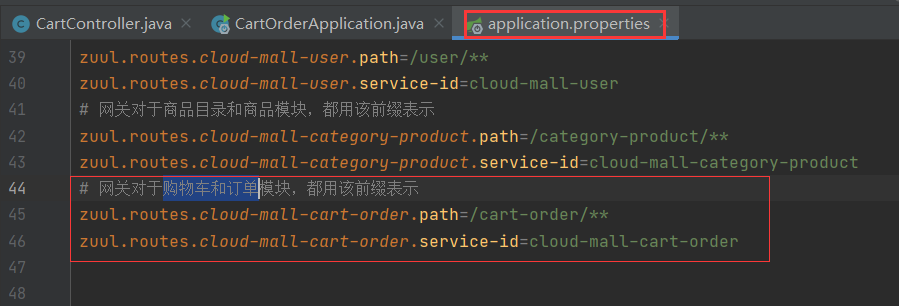 CartController.java × CartOrderApplication.java × application.properties ×
39 zuul.routes.cloud-mall-user.path=/user/**
40 zuul.routes.cloud-mall-user.service-id=cloud-mall-user
41 # 网关对于商品目录和商品模块，都用该前缀表示
42 zuul.routes.cloud-mall-category-product.path=/category-product/**
43 zuul.routes.cloud-mall-category-product.service-id=cloud-mall-category-product
44 # 网关对于购物车和订单模块，都用该前缀表示
45 zuul.routes.cloud-mall-cart-order.path=/cart-order/**
46 zuul.routes.cloud-mall-cart-order.service-id=cloud-mall-cart-order
47
48